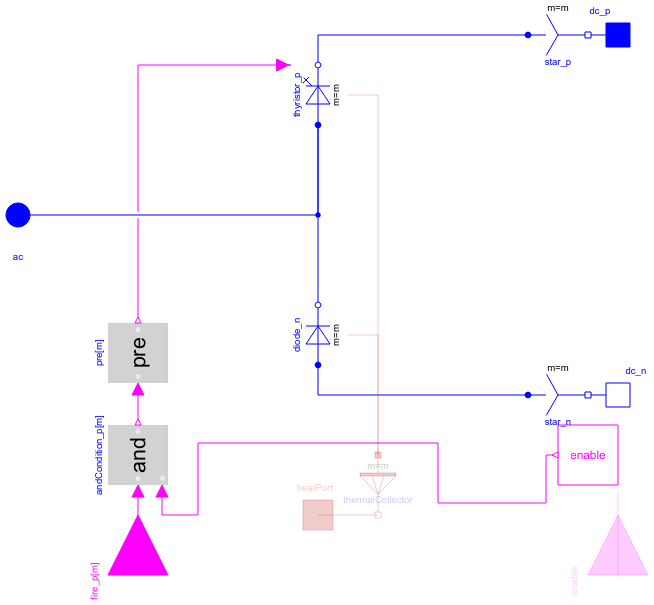 m=m
dc_p
star_p
thyristor_p
m=m
ac
diode_n
m=m
pre[m]
pre
m=m
dc_n
star_n
andCondition_p[m]
and
enable
m=m
heatPort
thermalCollector
fire_p[m]
enable